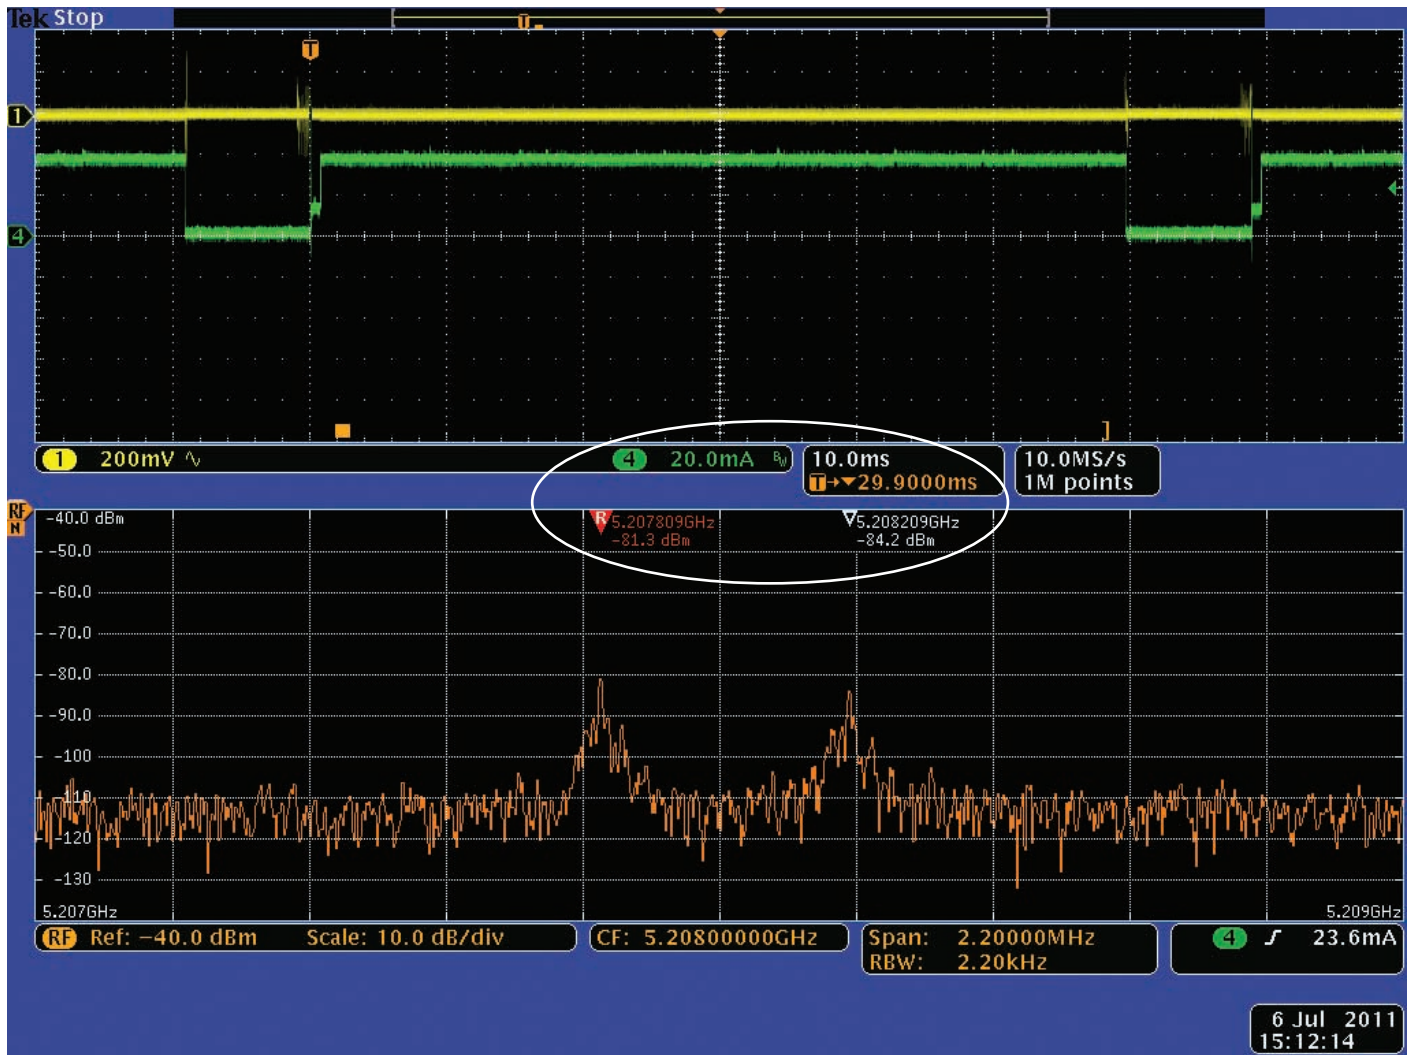 Tek Stop
T
T
1
4
1 200mV 4 20.0mA BW 10.0ms 10.0MS/s
T→▼29.9000ms 1M points
RF
N
-40.0 dBm R 5.207809GHz 5.208209GHz
-81.3 dBm -84.2 dBm
-50.0
-60.0
-70.0
-80.0
-90.0
-100
-110
-120
-130
5.207GHz 5.209GHz
RF Ref: -40.0 dBm Scale: 10.0 dB/div CF: 5.20800000GHz Span: 2.20000MHz 4 23.6mA
RBW: 2.20kHz
6 Jul 2011
15:12:14